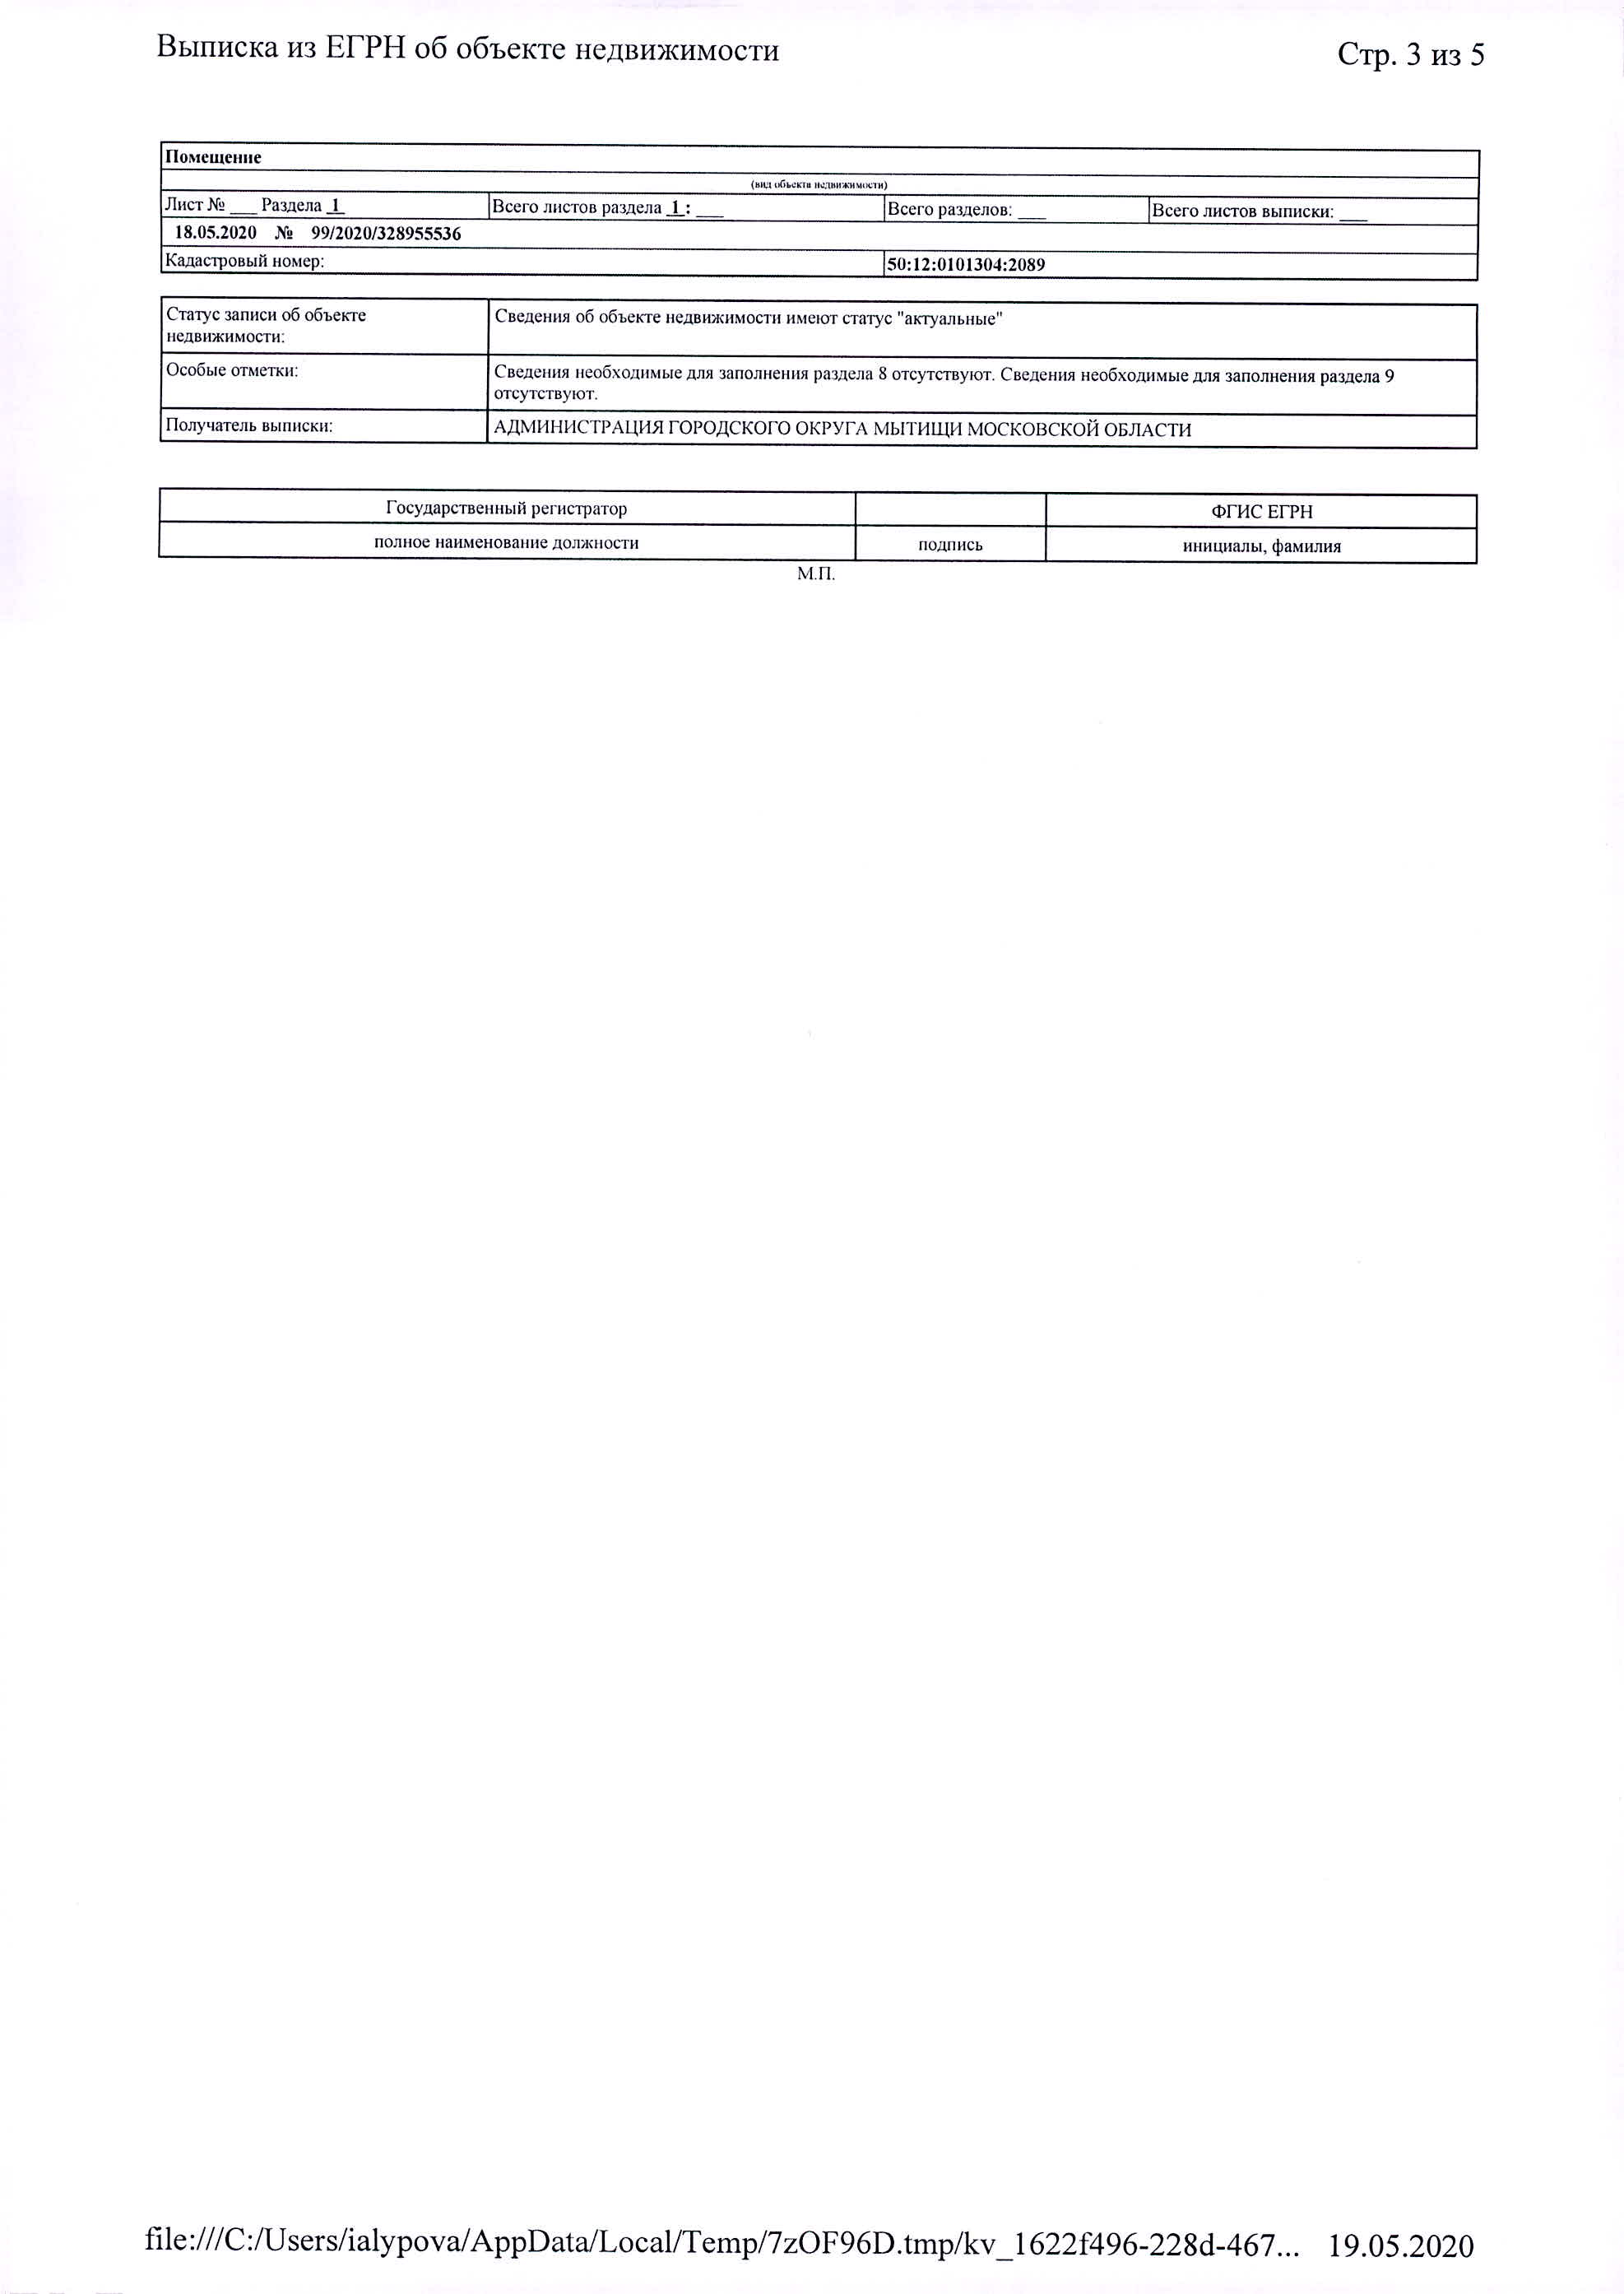 Выписка из ЕГРН об объекте недвижимости Стр. 3 из 5
Помещение
(вид объекта недвижимости)
Лист № ___ Раздела 1 Всего листов раздела 1 : ___ Всего разделов: ___ Всего листов выписки: ___
18.05.2020 № 99/2020/328955536
Кадастровый номер: 50:12:0101304:2089
Статус записи об объекте недвижимости: Сведения об объекте недвижимости имеют статус "актуальные"
Особые отметки: Сведения необходимые для заполнения раздела 8 отсутствуют. Сведения необходимые для заполнения раздела 9
отсутствуют.
Получатель выписки: АДМИНИСТРАЦИЯ ГОРОДСКОГО ОКРУГА МЫТИЩИ МОСКОВСКОЙ ОБЛАСТИ
Государственный регистратор ФГИС ЕГРН
полное наименование должности подпись инициалы, фамилия
М.П.
file:///C:/Users/ialypova/AppData/Local/Temp/7zOF96D.tmp/kv_1622f496-228d-467... 19.05.2020